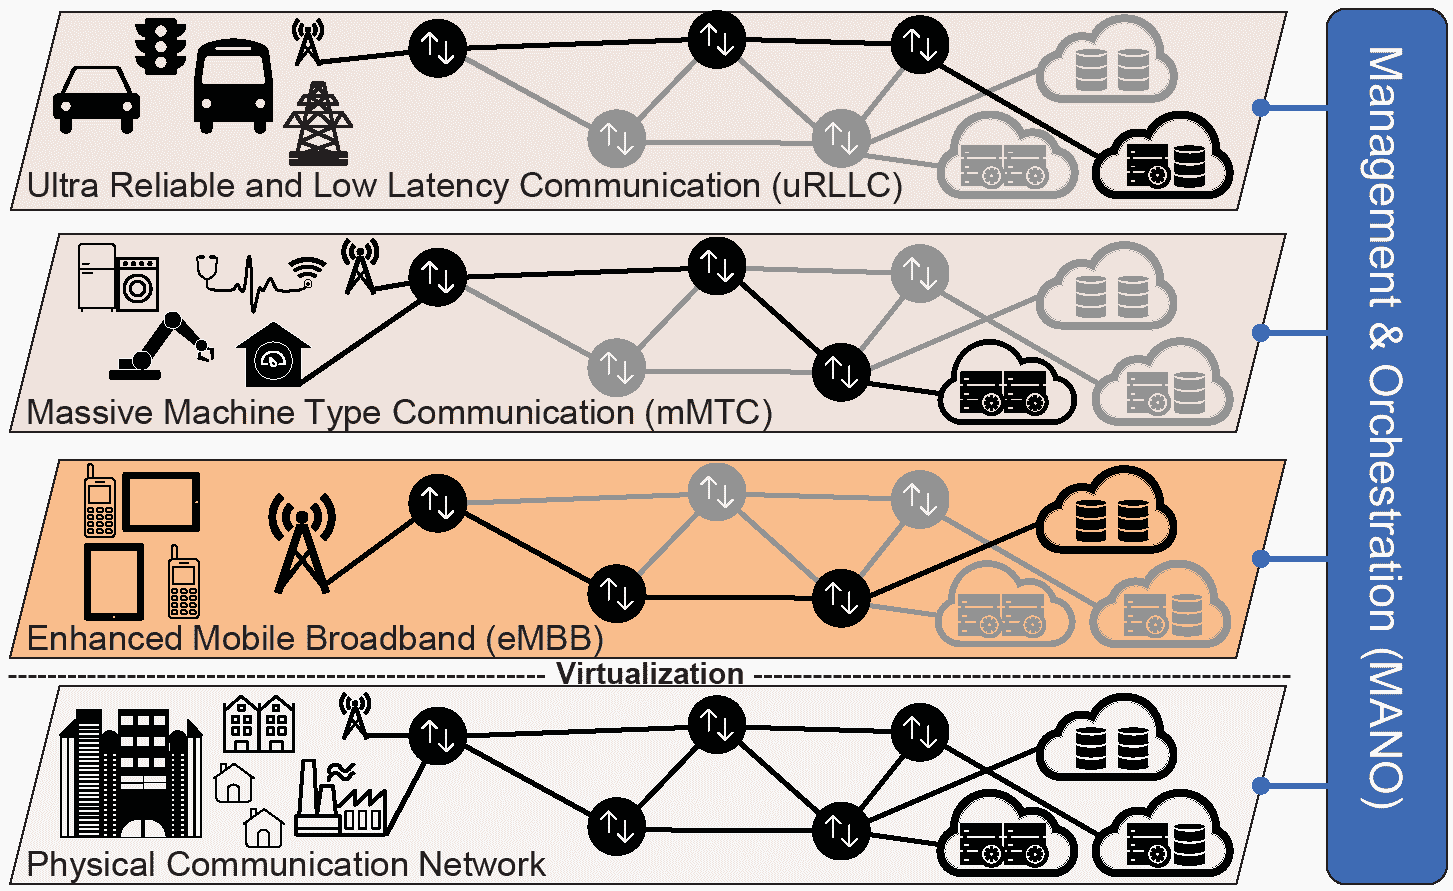 Ultra Reliable and Low Latency Communication (uRLLC)
Massive Machine Type Communication (mMTC)
Enhanced Mobile Broadband (eMBB)
Virtualization
Physical Communication Network
Management & Orchestration (MANO)